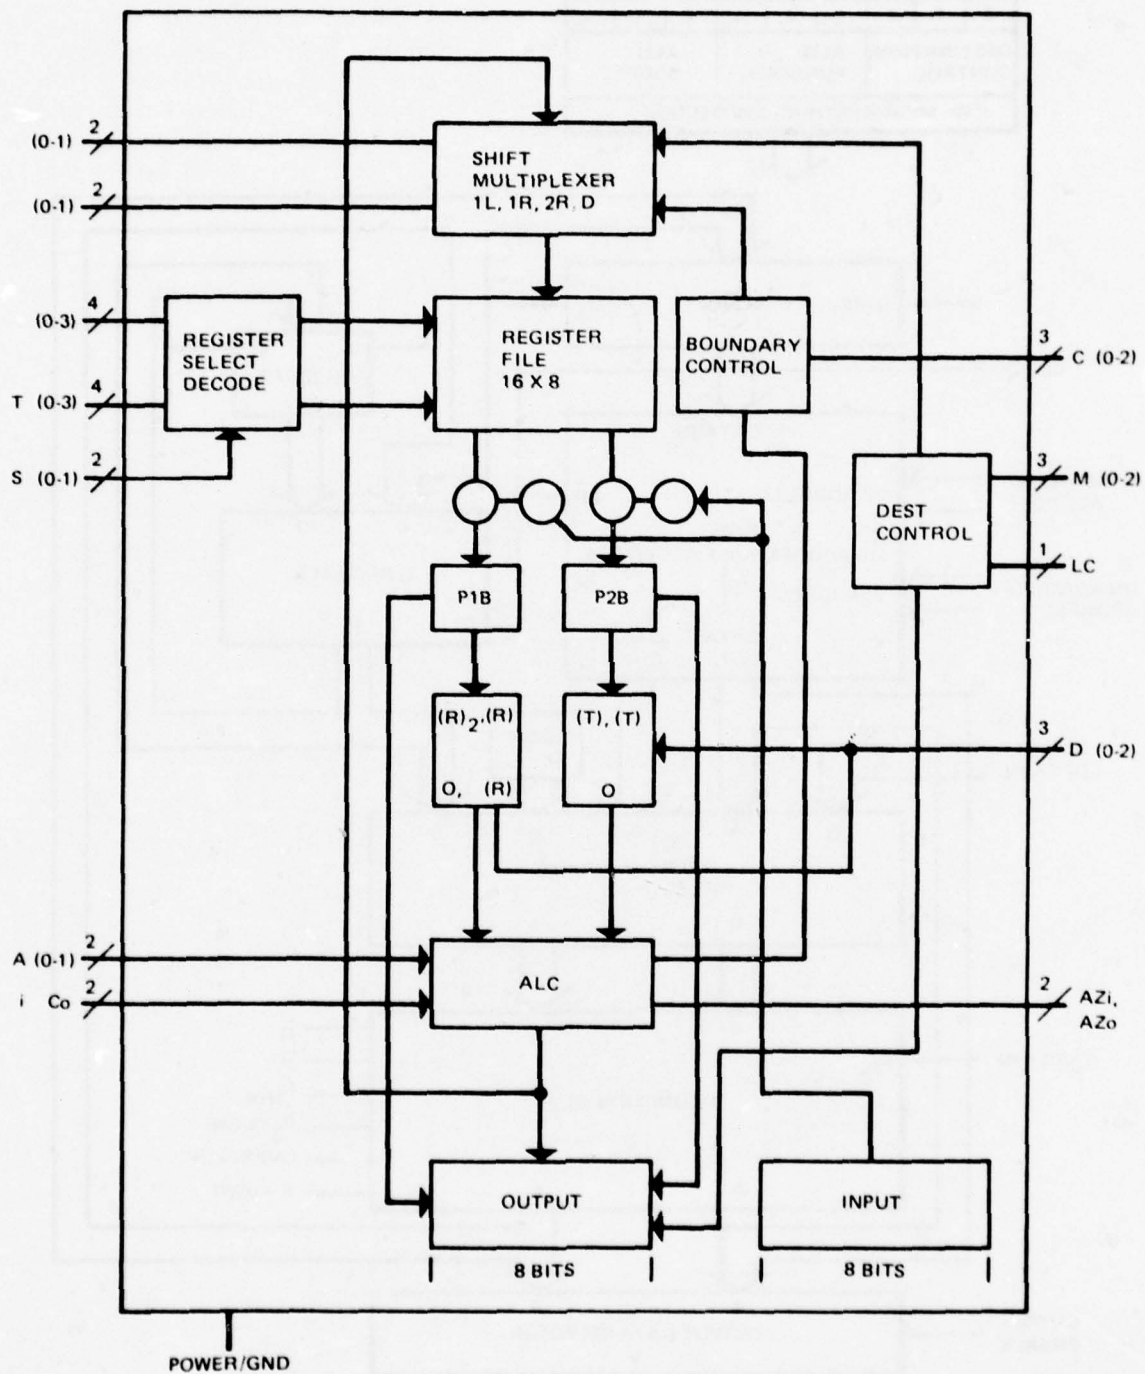 (0-1) 2
SHIFT
MULTIPLEXER
1L, 1R, 2R, D
(0-1) 2
(0-3) 4
REGISTER
SELECT
DECODE
REGISTER
FILE
16 X 8
BOUNDARY
CONTROL
3 C (0-2)
T (0-3) 4
S (0-1) 2
DEST
CONTROL
3 M (0-2)
1 LC
P1B
P2B
(R)2,(R)
O, (R)
(T), (T)
O
3 D (0-2)
A (0-1) 2
i Co 2
ALC
2 AZi,
AZo
OUTPUT
INPUT
8 BITS
8 BITS
POWER/GND